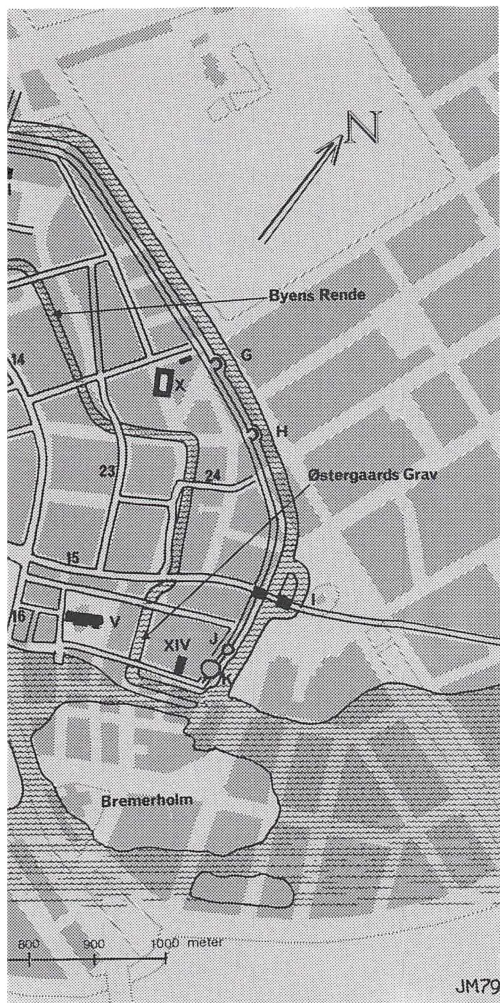 N
Byens Rende
G
14
X
H
23
24
Østergaards Grav
15
I
16
V
J
XIV
K
Bremerholm
800 900 1000 meter
JM79